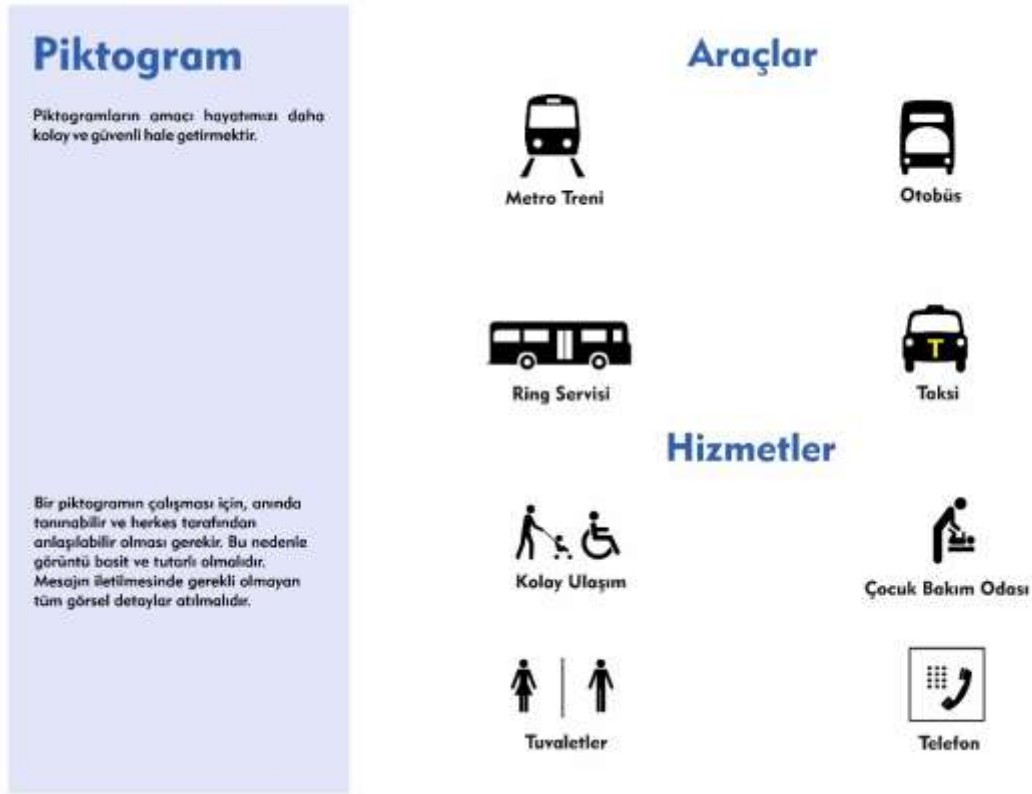 Piktogram
Piktogramların amacı hayatımızı daha
kolay ve güvenli hale getirmektir.
Bir piktogramın çalışması için, anında
tanınabilir ve herkes tarafından
anlaşılabilir olması gerekir. Bu nedenle
görüntü basit ve tutarlı olmalıdır.
Mesajın iletilmesinde gerekli olmayan
tüm görsel detaylar atılmalıdır.
Araçlar
Metro Treni
Otobüs
Ring Servisi
T
Taksi
Hizmetler
Kolay Ulaşım
Çocuk Bakım Odası
Tuvaletler
Telefon